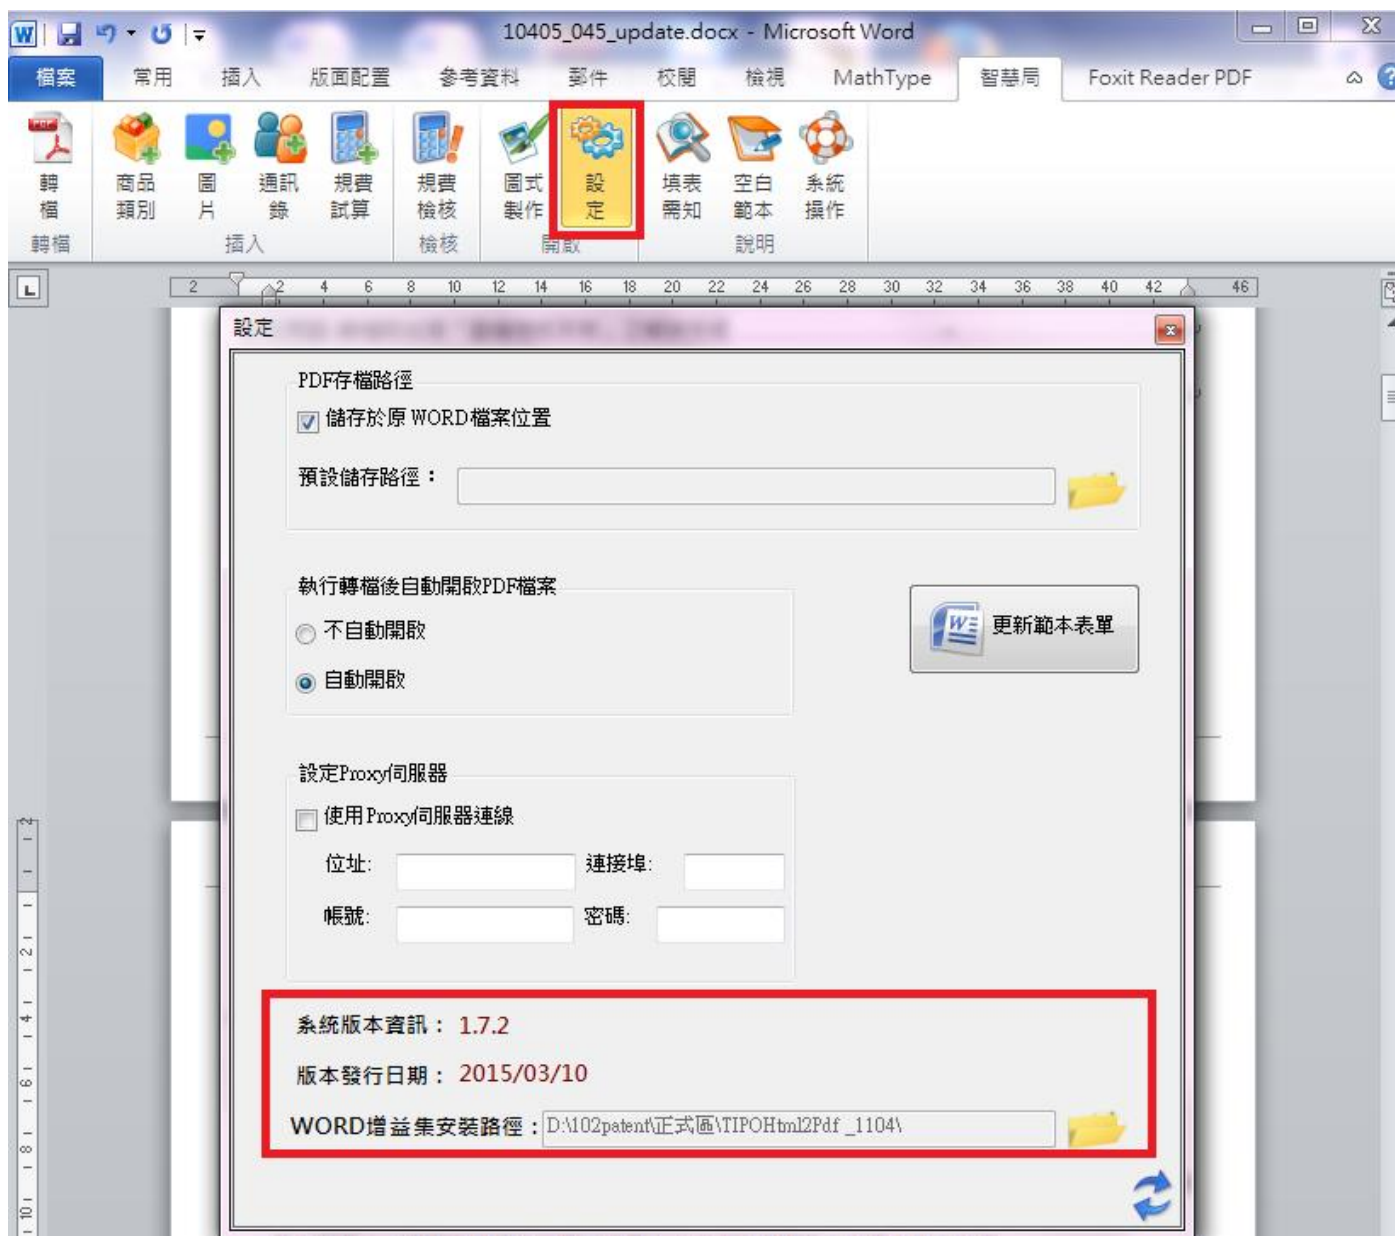 10405_045_update.docx - Microsoft Word
檔案 常用 插入 版面配置 參考資料 郵件 校閱 檢視 MathType 智慧局 Foxit Reader PDF
轉檔 商品類別 圖片 通訊錄 規費試算 規費檢核 圖式製作 設定 填表需知 空白範本 系統操作
轉檔 插入 檢核 開啟 說明
L 2 2 4 6 8 10 12 14 16 18 20 22 24 26 28 30 32 34 36 38 40 42 46
設定
PDF存檔路徑
儲存於原WORD檔案位置
預設儲存路徑：
執行轉檔後自動開啟PDF檔案
不自動開啟
更新範本表單
自動開啟
設定Proxy伺服器
使用Proxy伺服器連線
位址: 連接埠:
帳號: 密碼:
系統版本資訊： 1.7.2
版本發行日期： 2015/03/10
WORD增益集安裝路徑： D:\102patent\正式區\TIPOHtml2Pdf _1104\
2
2
4
6
8
10